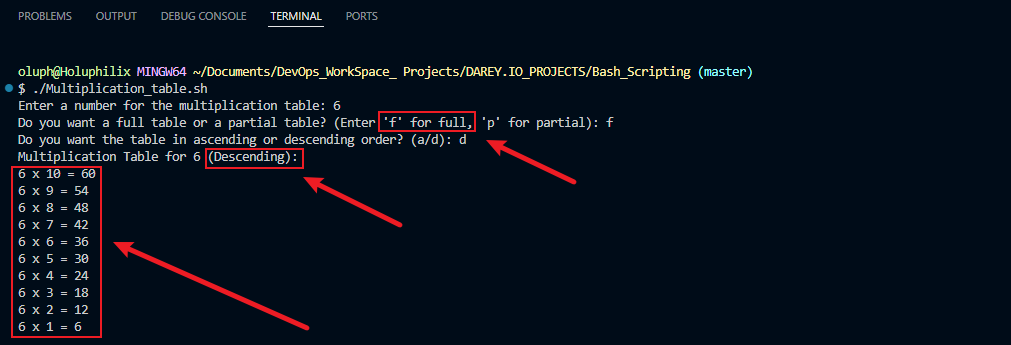 PROBLEMS OUTPUT DEBUG CONSOLE TERMINAL PORTS
oluph@Holuphilix MINGW64 ~/Documents/DevOps_WorkSpace_ Projects/DAREY.IO_PROJECTS/Bash_Scripting (master)
$ ./Multiplication_table.sh
Enter a number for the multiplication table: 6
Do you want a full table or a partial table? (Enter 'f' for full, 'p' for partial): f
Do you want the table in ascending or descending order? (a/d): d
Multiplication Table for 6 (Descending):
6 x 10 = 60
6 x 9 = 54
6 x 8 = 48
6 x 7 = 42
6 x 6 = 36
6 x 5 = 30
6 x 4 = 24
6 x 3 = 18
6 x 2 = 12
6 x 1 = 6